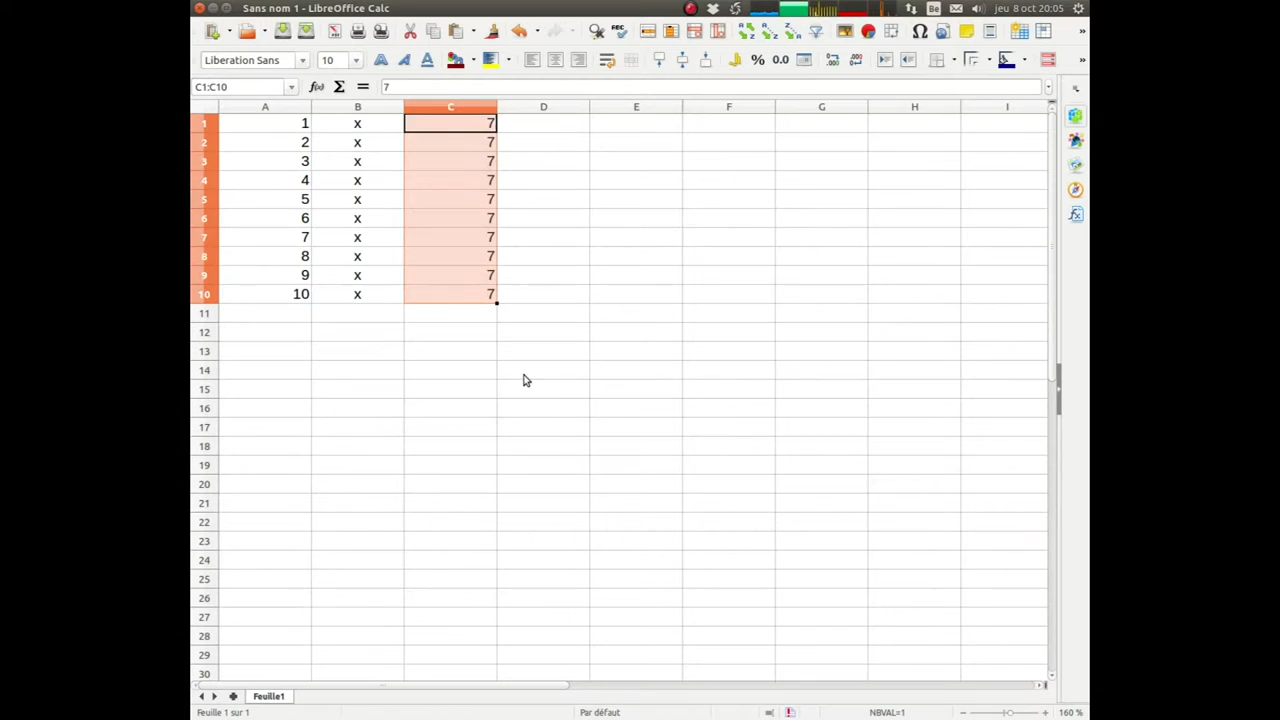 Sans nom 1 - LibreOffice Calc
Be
jeu 8 oct 20:05
ABC
Liberation Sans
10
% 0.0
C1:C10
7
A B C D E F G H I
1 1 x 7
2 2 x 7
3 3 x 7
4 4 x 7
5 5 x 7
6 6 x 7
7 7 x 7
8 8 x 7
9 9 x 7
10 10 x 7
11
12
13
14
15
16
17
18
19
20
21
22
23
24
25
26
27
28
29
30
Feuille1
Feuille 1 sur 1
Par défaut
NBVAL=1
160 %